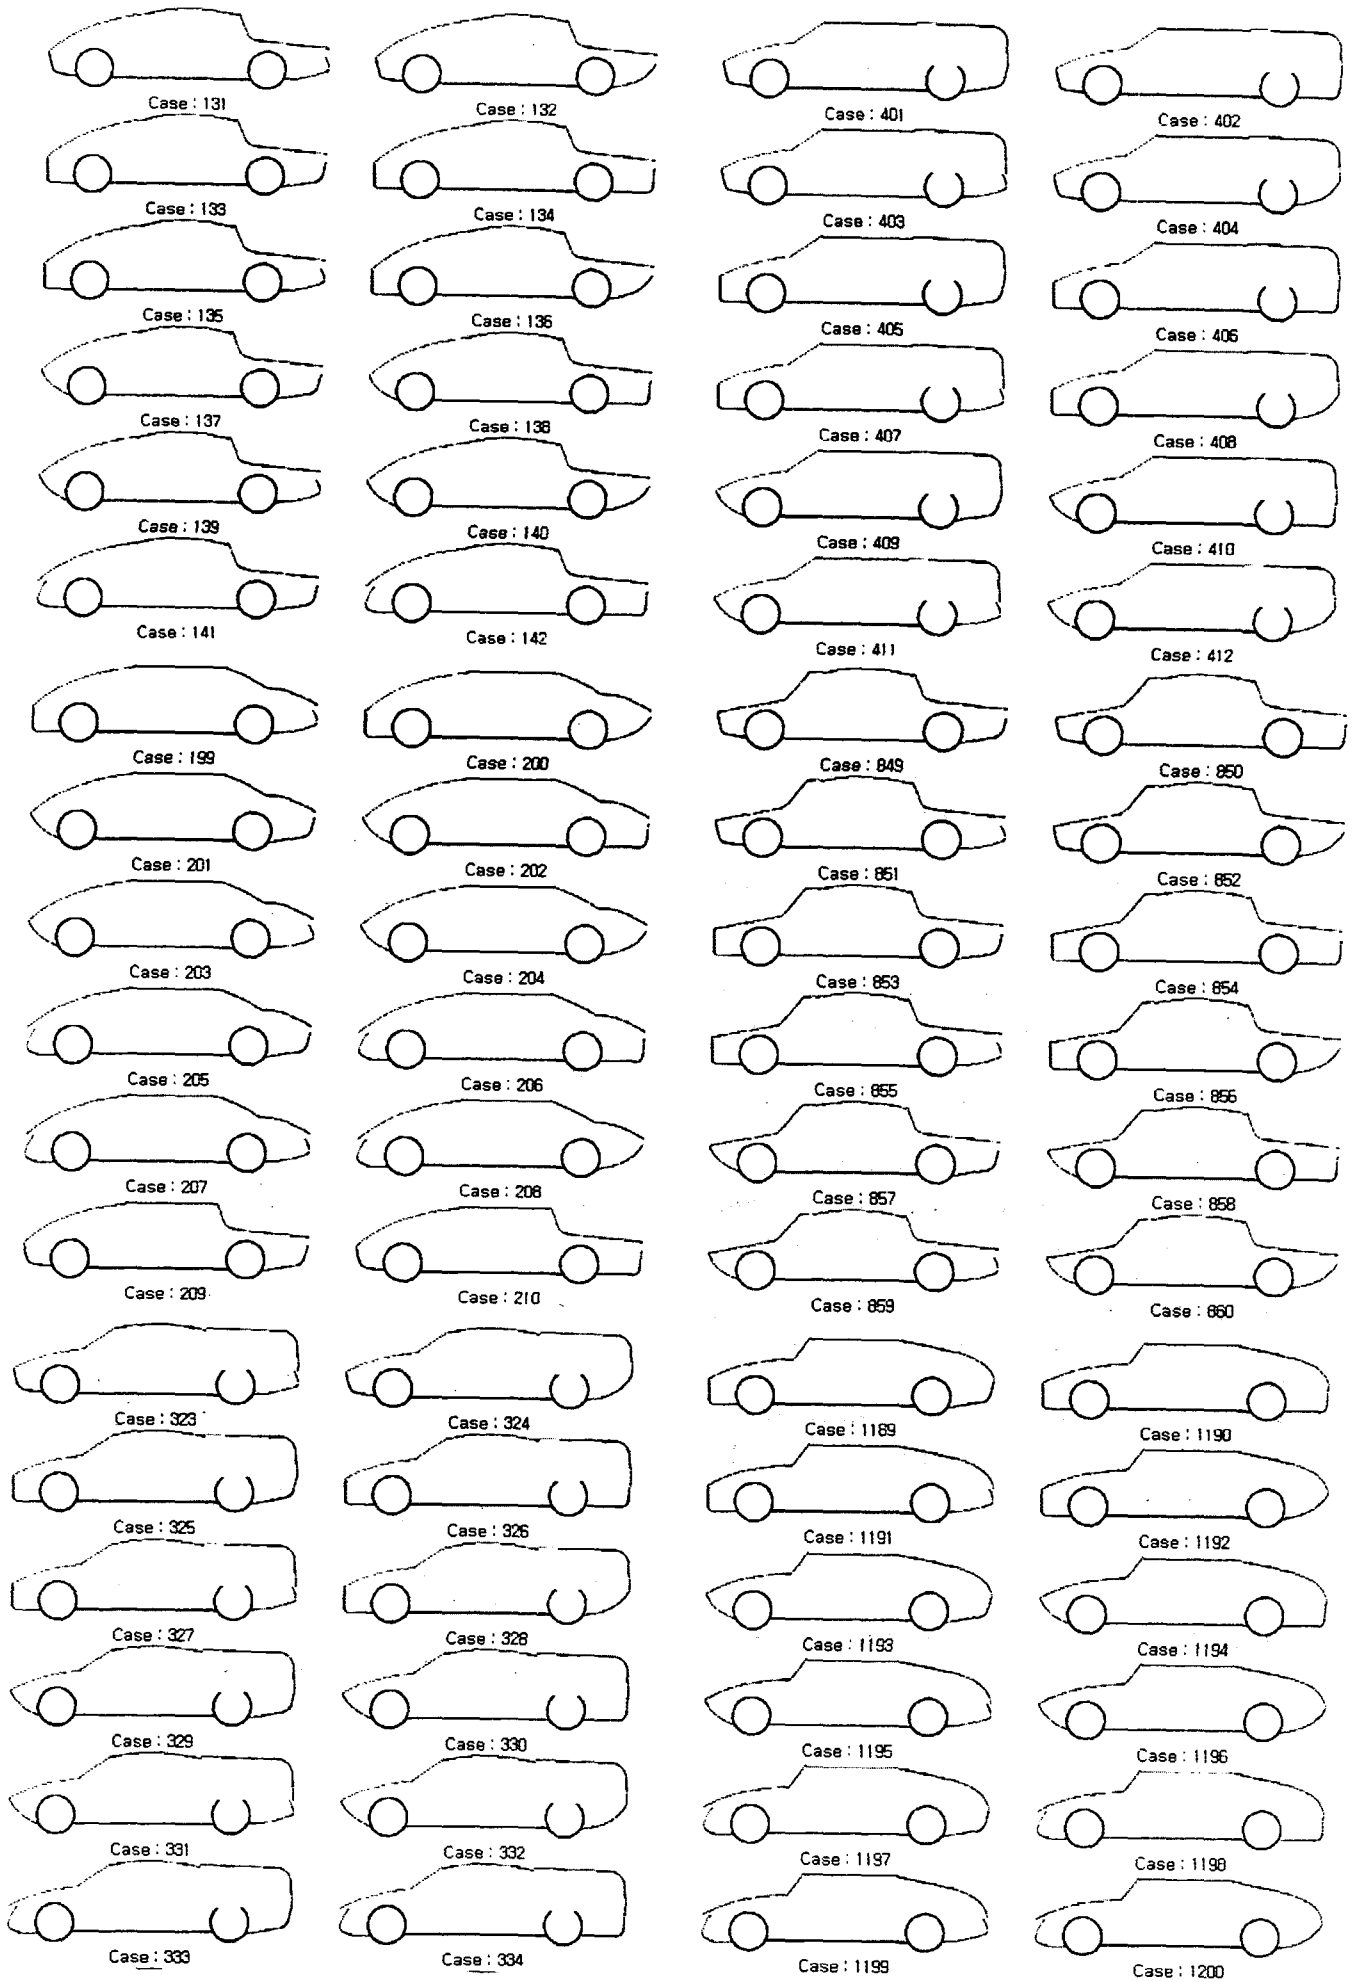 Case : 131
Case : 132
Case : 133
Case : 134
Case : 135
Case : 136
Case : 137
Case : 138
Case : 139
Case : 140
Case : 141
Case : 142
Case : 199
Case : 200
Case : 201
Case : 202
Case : 203
Case : 204
Case : 205
Case : 206
Case : 207
Case : 208
Case : 209
Case : 210
Case : 323
Case : 324
Case : 325
Case : 326
Case : 327
Case : 328
Case : 329
Case : 330
Case : 331
Case : 332
Case : 333
Case : 334
Case : 401
Case : 402
Case : 403
Case : 404
Case : 405
Case : 406
Case : 407
Case : 408
Case : 409
Case : 410
Case : 411
Case : 412
Case : 849
Case : 850
Case : 851
Case : 852
Case : 853
Case : 854
Case : 855
Case : 856
Case : 857
Case : 858
Case : 859
Case : 860
Case : 1189
Case : 1190
Case : 1191
Case : 1192
Case : 1193
Case : 1194
Case : 1195
Case : 1196
Case : 1197
Case : 1198
Case : 1199
Case : 1200